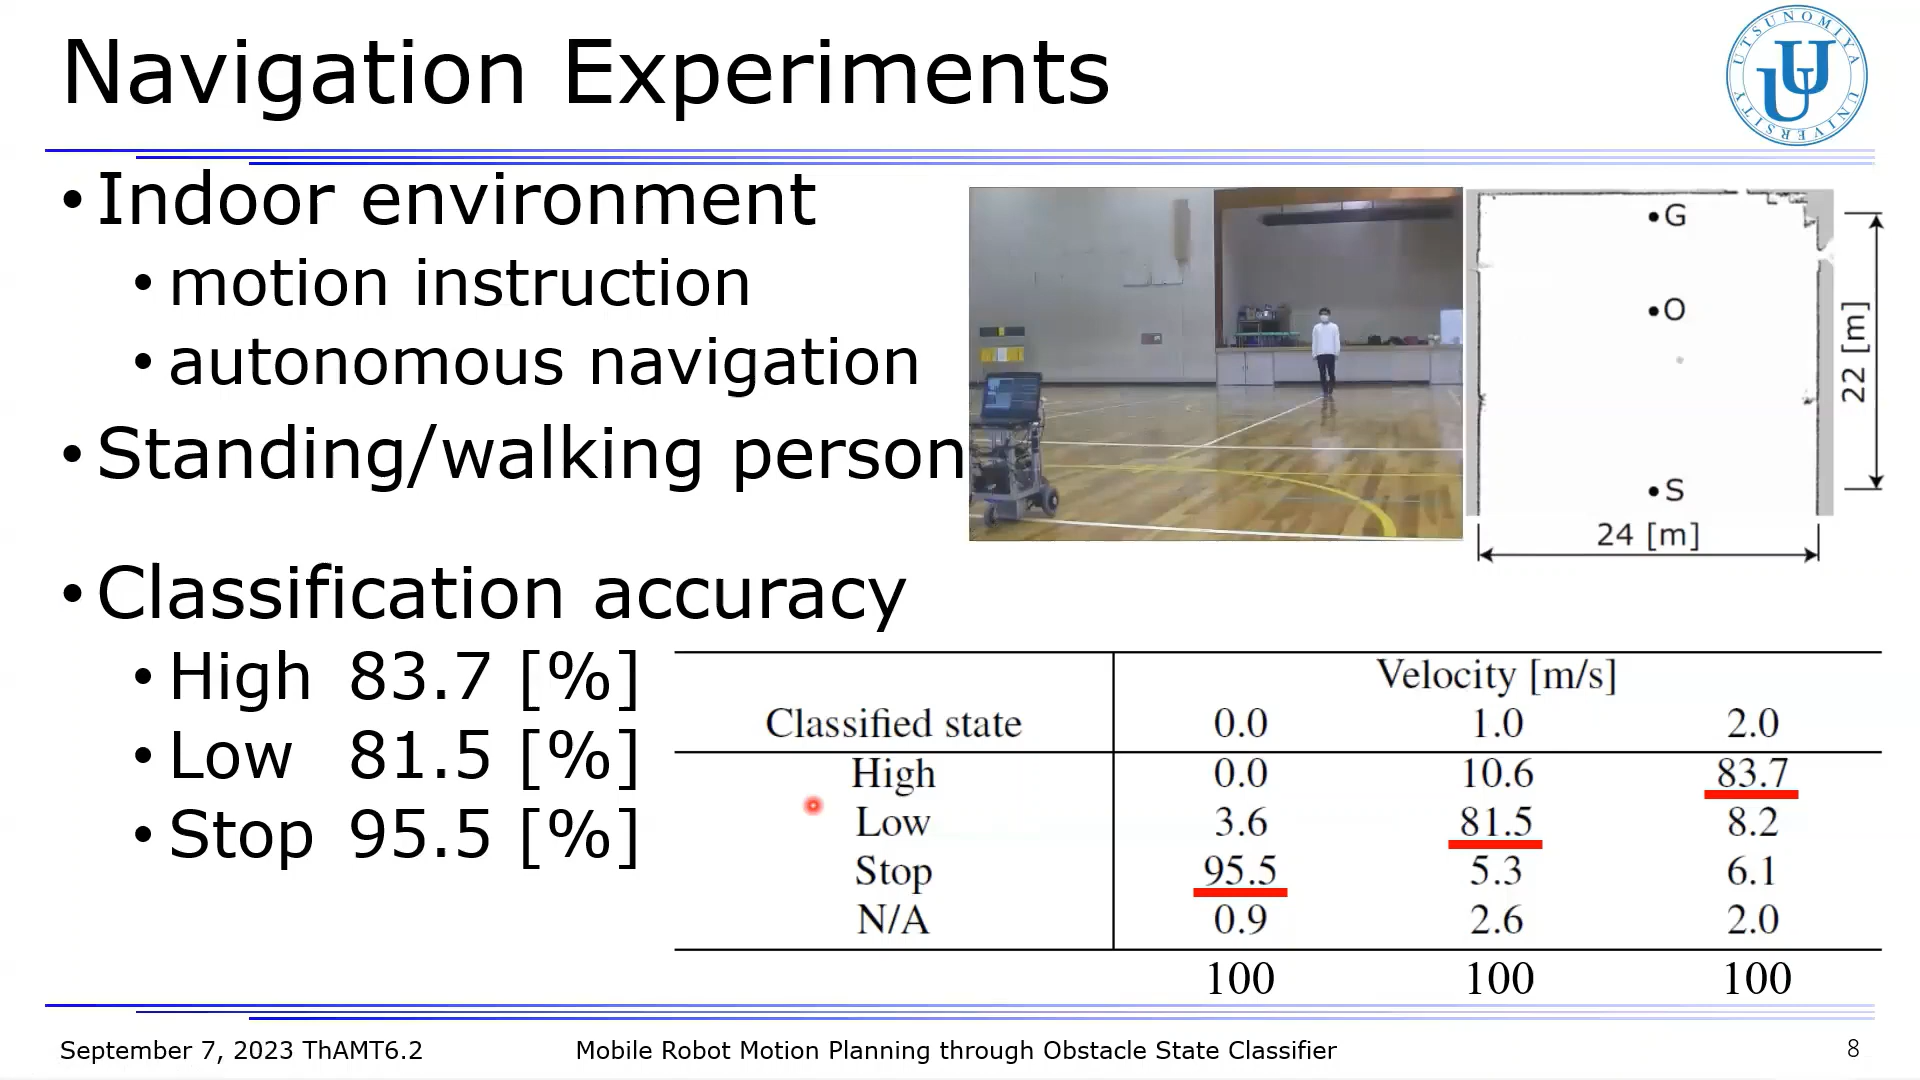 Navigation Experiments
UTSUNOMIYA UNIVERSITY
UU
• Indoor environment
• motion instruction
• autonomous navigation
• Standing/walking person
• G
• O
• S
22 [m]
24 [m]
• Classification accuracy
• High 83.7 [%]
• Low 81.5 [%]
• Stop 95.5 [%]
Velocity [m/s]
Classified state 0.0 1.0 2.0
High 0.0 10.6 83.7
Low 3.6 81.5 8.2
Stop 95.5 5.3 6.1
N/A 0.9 2.6 2.0
100 100 100
September 7, 2023 ThAMT6.2 Mobile Robot Motion Planning through Obstacle State Classifier 8